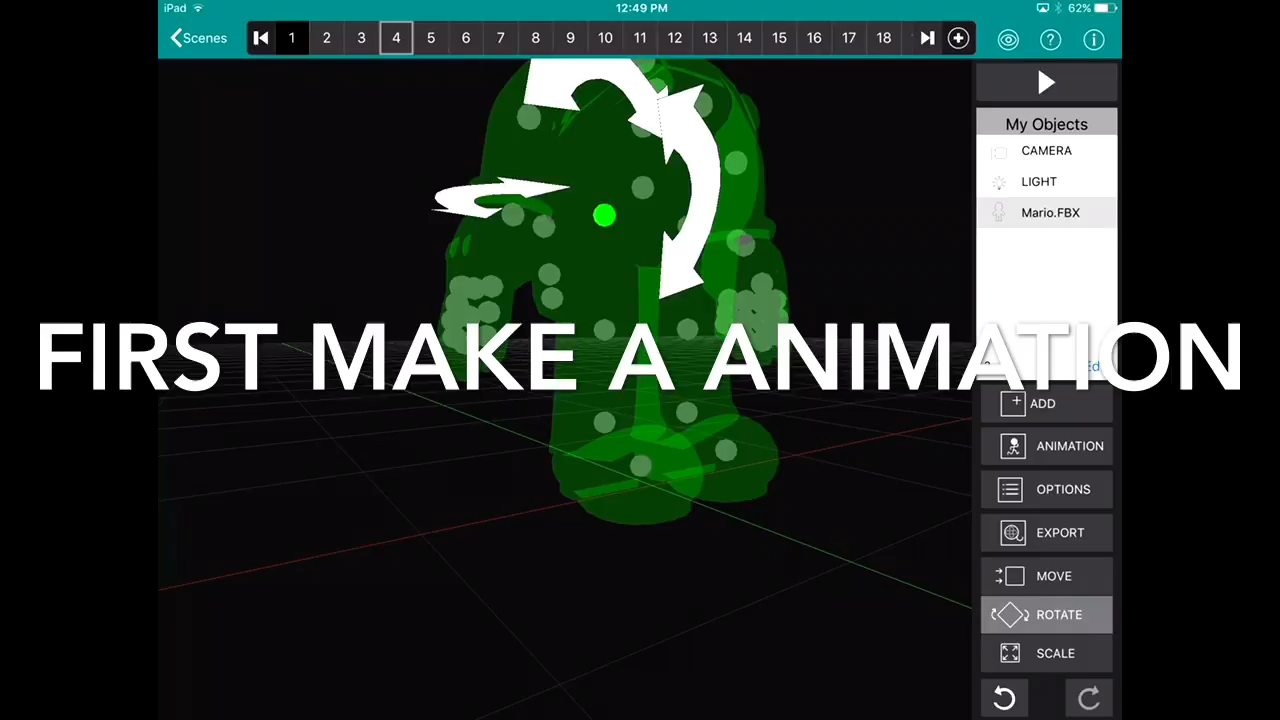 iPad 12:49 PM 62%
Scenes 1 2 3 4 5 6 7 8 9 10 11 12 13 14 15 16 17 18
My Objects
CAMERA
LIGHT
Mario.FBX
FIRST MAKE A ANIMATION
ADD
ANIMATION
OPTIONS
EXPORT
MOVE
ROTATE
SCALE